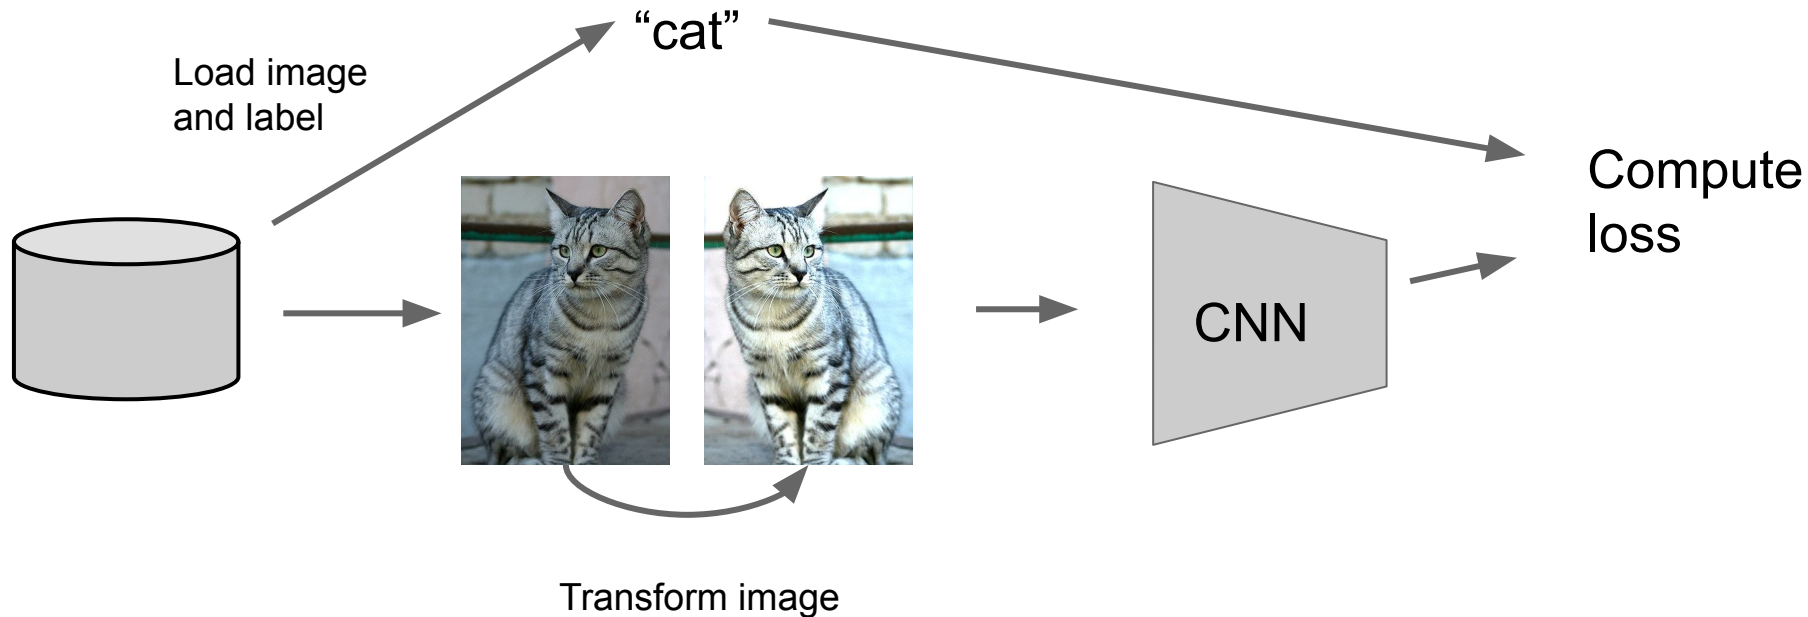 “cat”
Load image
and label
Compute
loss
CNN
Transform image